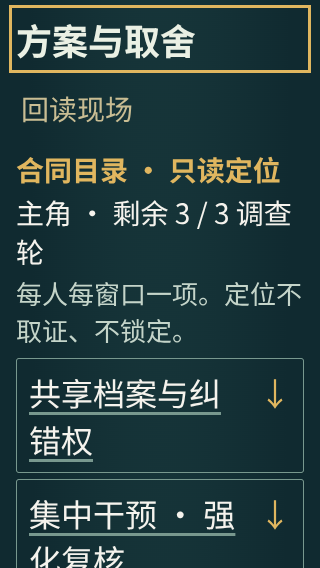 方案与取舍
回读现场
合同目录 · 只读定位
主角 · 剩余 3 / 3 调查
轮
每人每窗口一项。定位不
取证、不锁定。
共享档案与纠 ↓
错权
集中干预 · 强 ↓
化复核